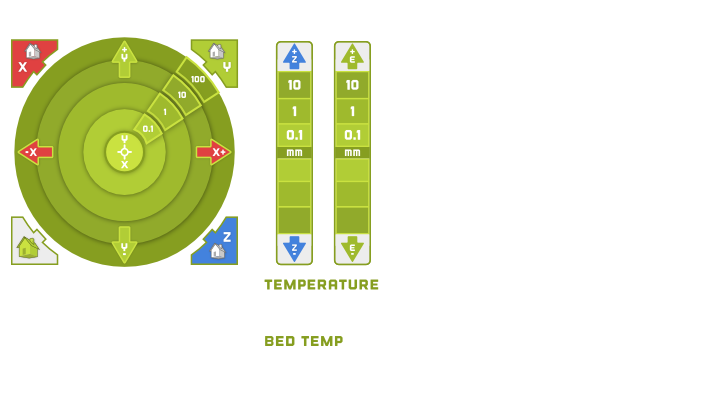 X
+Y
Y
100
10
1
0.1
Y
X
-X
X+
Y-
Z
+Z
10
1
0.1
mm
Z-
+E
10
1
0.1
mm
E-
TEMPERATURE
BED TEMP